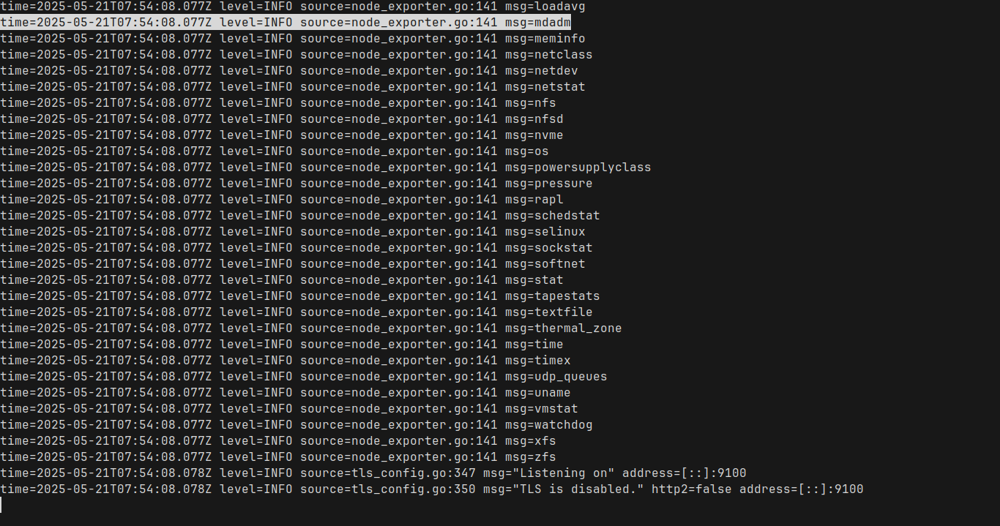 time=2025-05-21T07:54:08.077Z level=INFO source=node_exporter.go:141 msg=loadavg
time=2025-05-21T07:54:08.077Z level=INFO source=node_exporter.go:141 msg=mdadm
time=2025-05-21T07:54:08.077Z level=INFO source=node_exporter.go:141 msg=meminfo
time=2025-05-21T07:54:08.077Z level=INFO source=node_exporter.go:141 msg=netclass
time=2025-05-21T07:54:08.077Z level=INFO source=node_exporter.go:141 msg=netdev
time=2025-05-21T07:54:08.077Z level=INFO source=node_exporter.go:141 msg=netstat
time=2025-05-21T07:54:08.077Z level=INFO source=node_exporter.go:141 msg=nfs
time=2025-05-21T07:54:08.077Z level=INFO source=node_exporter.go:141 msg=nfsd
time=2025-05-21T07:54:08.077Z level=INFO source=node_exporter.go:141 msg=nvme
time=2025-05-21T07:54:08.077Z level=INFO source=node_exporter.go:141 msg=os
time=2025-05-21T07:54:08.077Z level=INFO source=node_exporter.go:141 msg=powersupplyclass
time=2025-05-21T07:54:08.077Z level=INFO source=node_exporter.go:141 msg=pressure
time=2025-05-21T07:54:08.077Z level=INFO source=node_exporter.go:141 msg=rapl
time=2025-05-21T07:54:08.077Z level=INFO source=node_exporter.go:141 msg=schedstat
time=2025-05-21T07:54:08.077Z level=INFO source=node_exporter.go:141 msg=selinux
time=2025-05-21T07:54:08.077Z level=INFO source=node_exporter.go:141 msg=sockstat
time=2025-05-21T07:54:08.077Z level=INFO source=node_exporter.go:141 msg=softnet
time=2025-05-21T07:54:08.077Z level=INFO source=node_exporter.go:141 msg=stat
time=2025-05-21T07:54:08.077Z level=INFO source=node_exporter.go:141 msg=tapestats
time=2025-05-21T07:54:08.077Z level=INFO source=node_exporter.go:141 msg=textfile
time=2025-05-21T07:54:08.077Z level=INFO source=node_exporter.go:141 msg=thermal_zone
time=2025-05-21T07:54:08.077Z level=INFO source=node_exporter.go:141 msg=time
time=2025-05-21T07:54:08.077Z level=INFO source=node_exporter.go:141 msg=timex
time=2025-05-21T07:54:08.077Z level=INFO source=node_exporter.go:141 msg=udp_queues
time=2025-05-21T07:54:08.077Z level=INFO source=node_exporter.go:141 msg=uname
time=2025-05-21T07:54:08.077Z level=INFO source=node_exporter.go:141 msg=vmstat
time=2025-05-21T07:54:08.077Z level=INFO source=node_exporter.go:141 msg=watchdog
time=2025-05-21T07:54:08.077Z level=INFO source=node_exporter.go:141 msg=xfs
time=2025-05-21T07:54:08.077Z level=INFO source=node_exporter.go:141 msg=zfs
time=2025-05-21T07:54:08.078Z level=INFO source=tls_config.go:347 msg="Listening on" address=[::]:9100
time=2025-05-21T07:54:08.078Z level=INFO source=tls_config.go:350 msg="TLS is disabled." http2=false address=[::]:9100